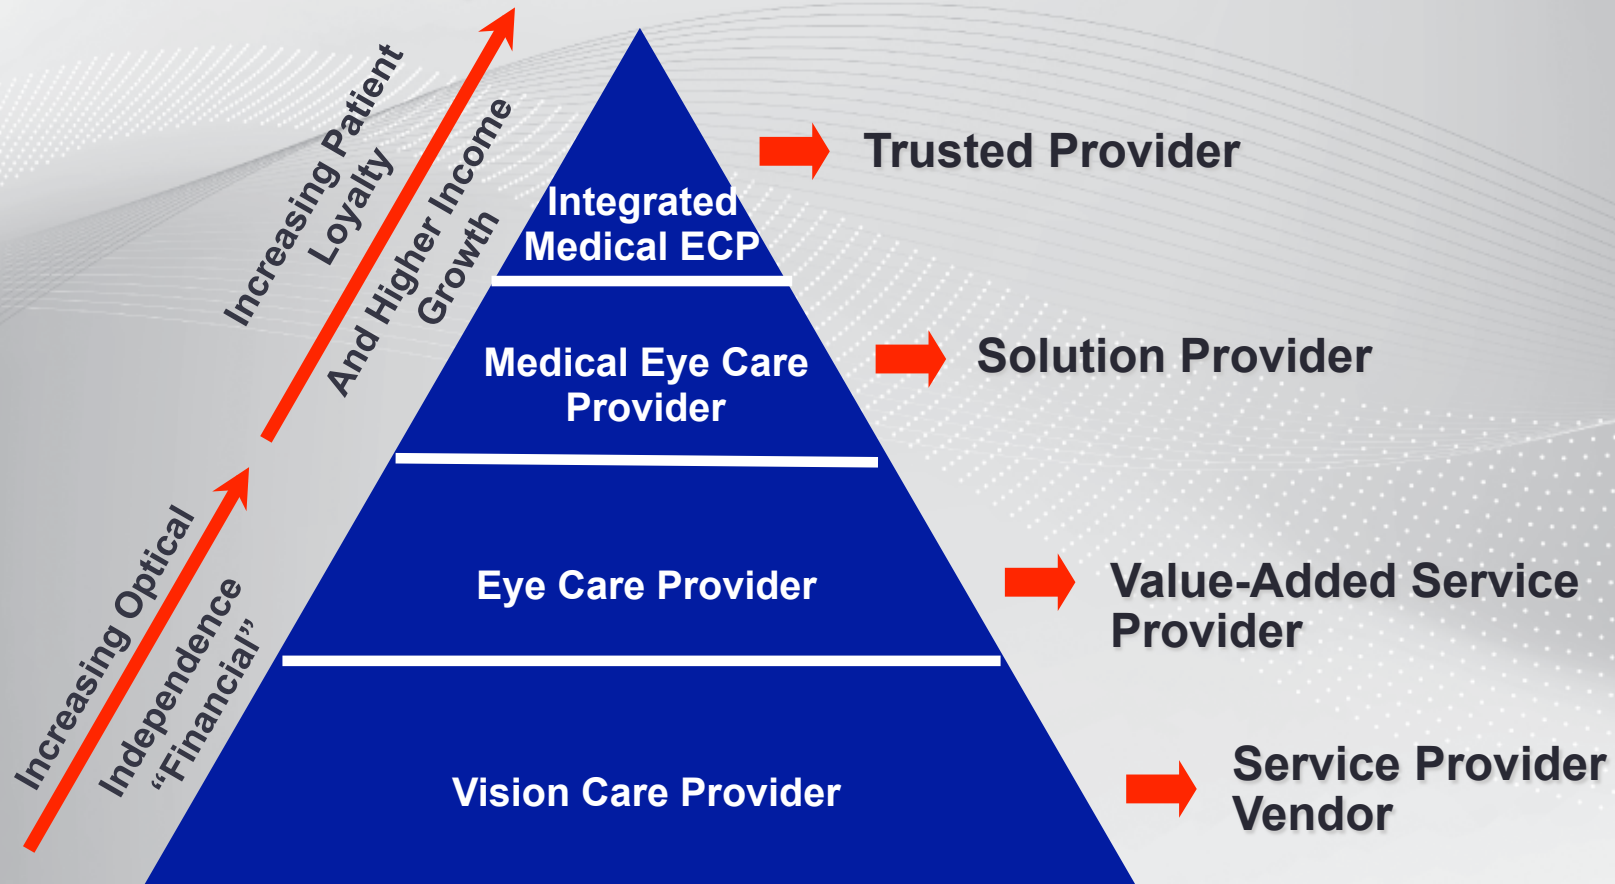 Increasing Patient
Loyalty
And Higher Income
Growth
Increasing Optical
Independence
“Financial”
Integrated
Medical ECP
Trusted Provider
Medical Eye Care
Provider
Solution Provider
Eye Care Provider
Value-Added Service
Provider
Vision Care Provider
Service Provider
Vendor